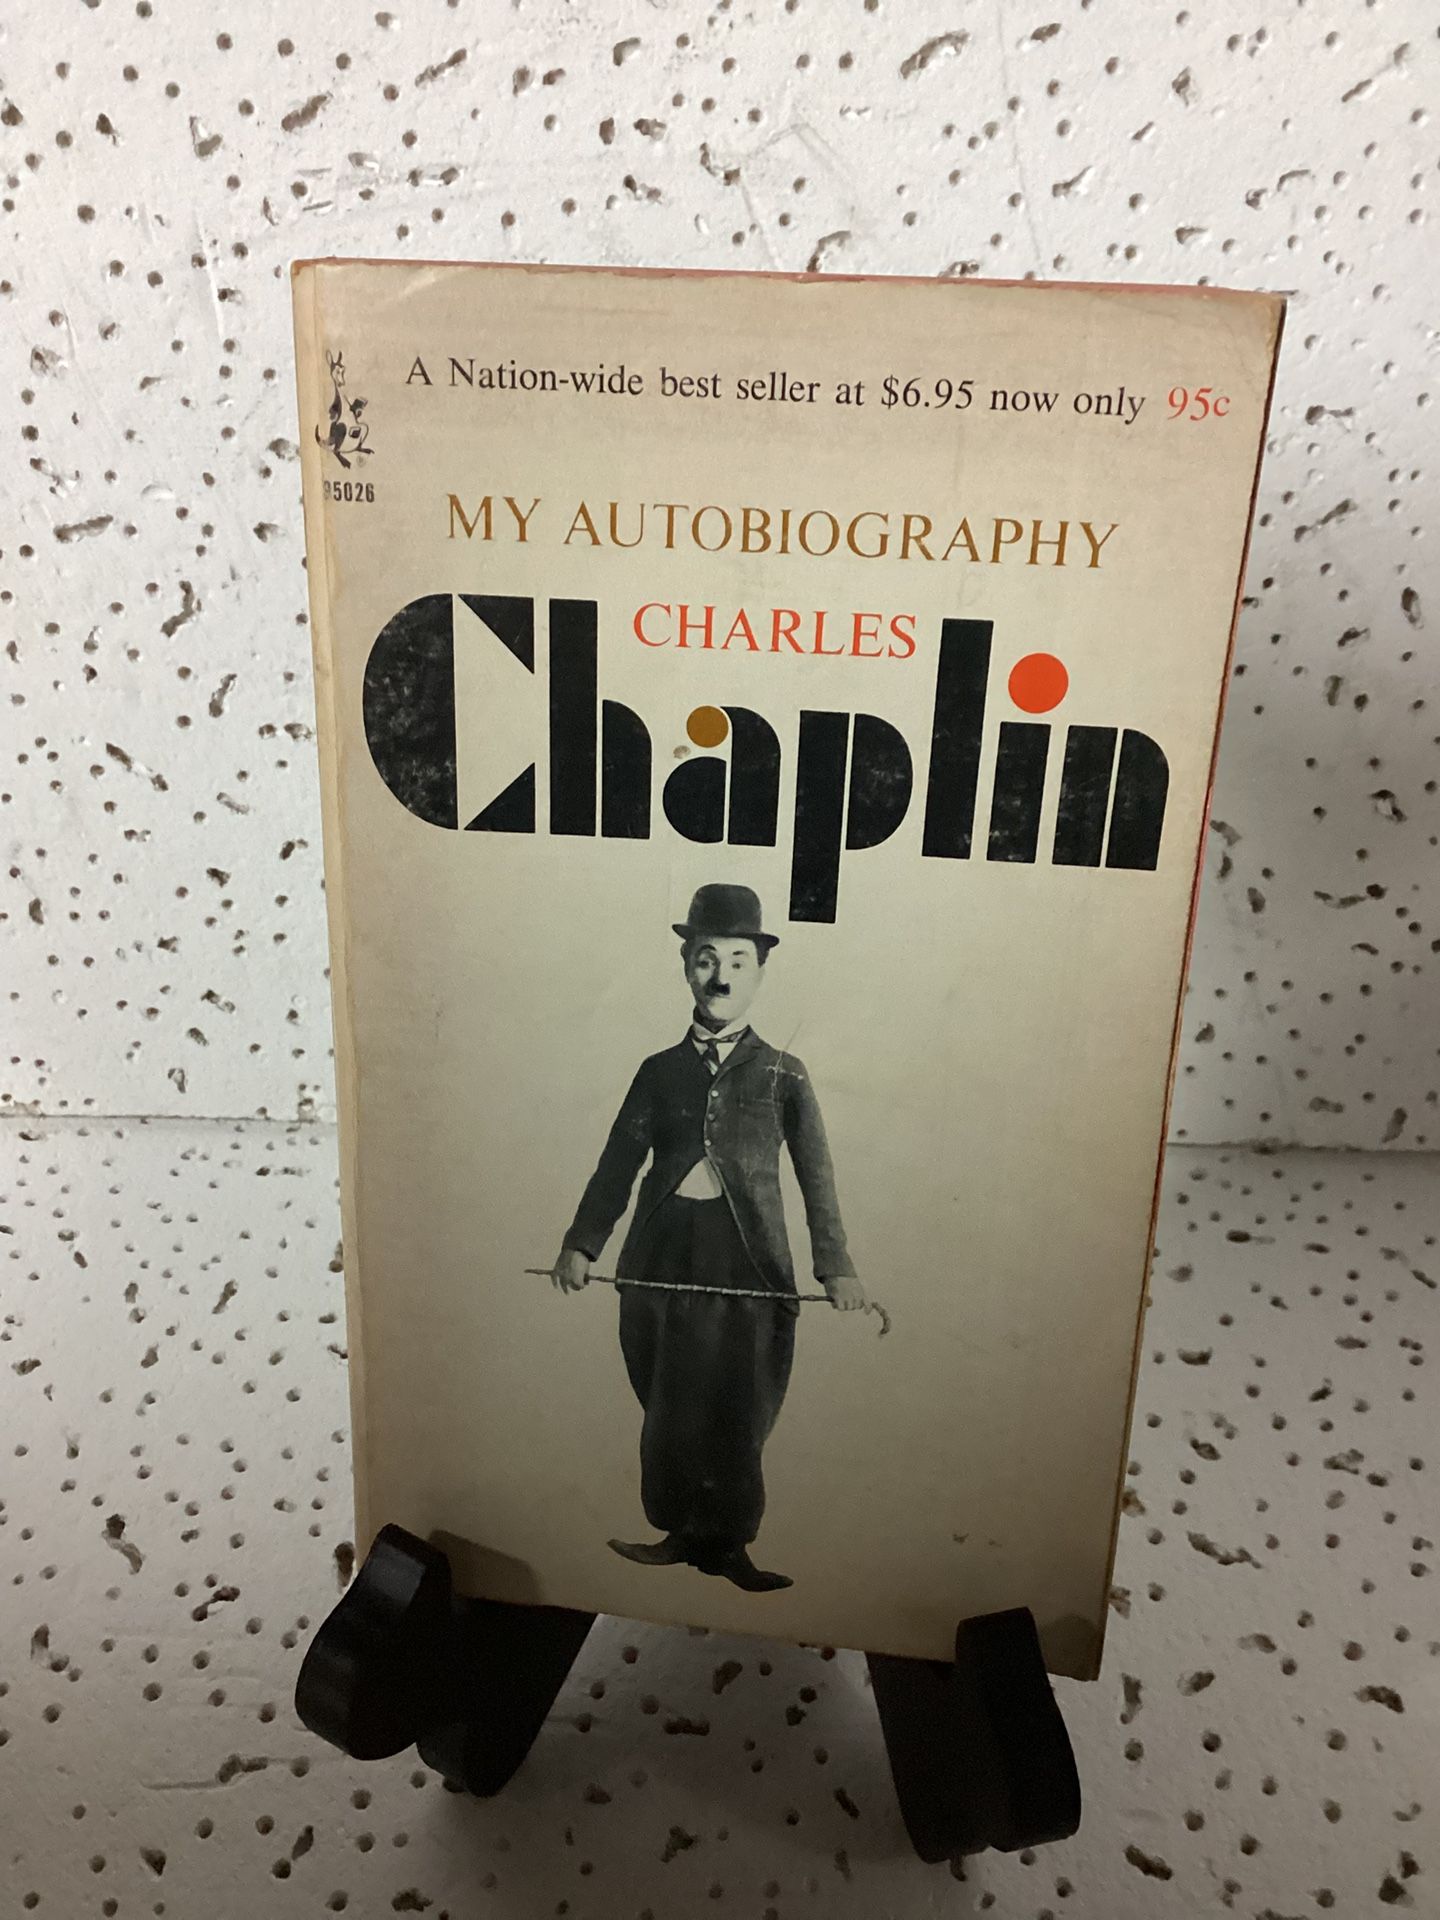 A Nation-wide best seller at $6.95 now only 95c
95026
MY AUTOBIOGRAPHY
CHARLES
Chaplin